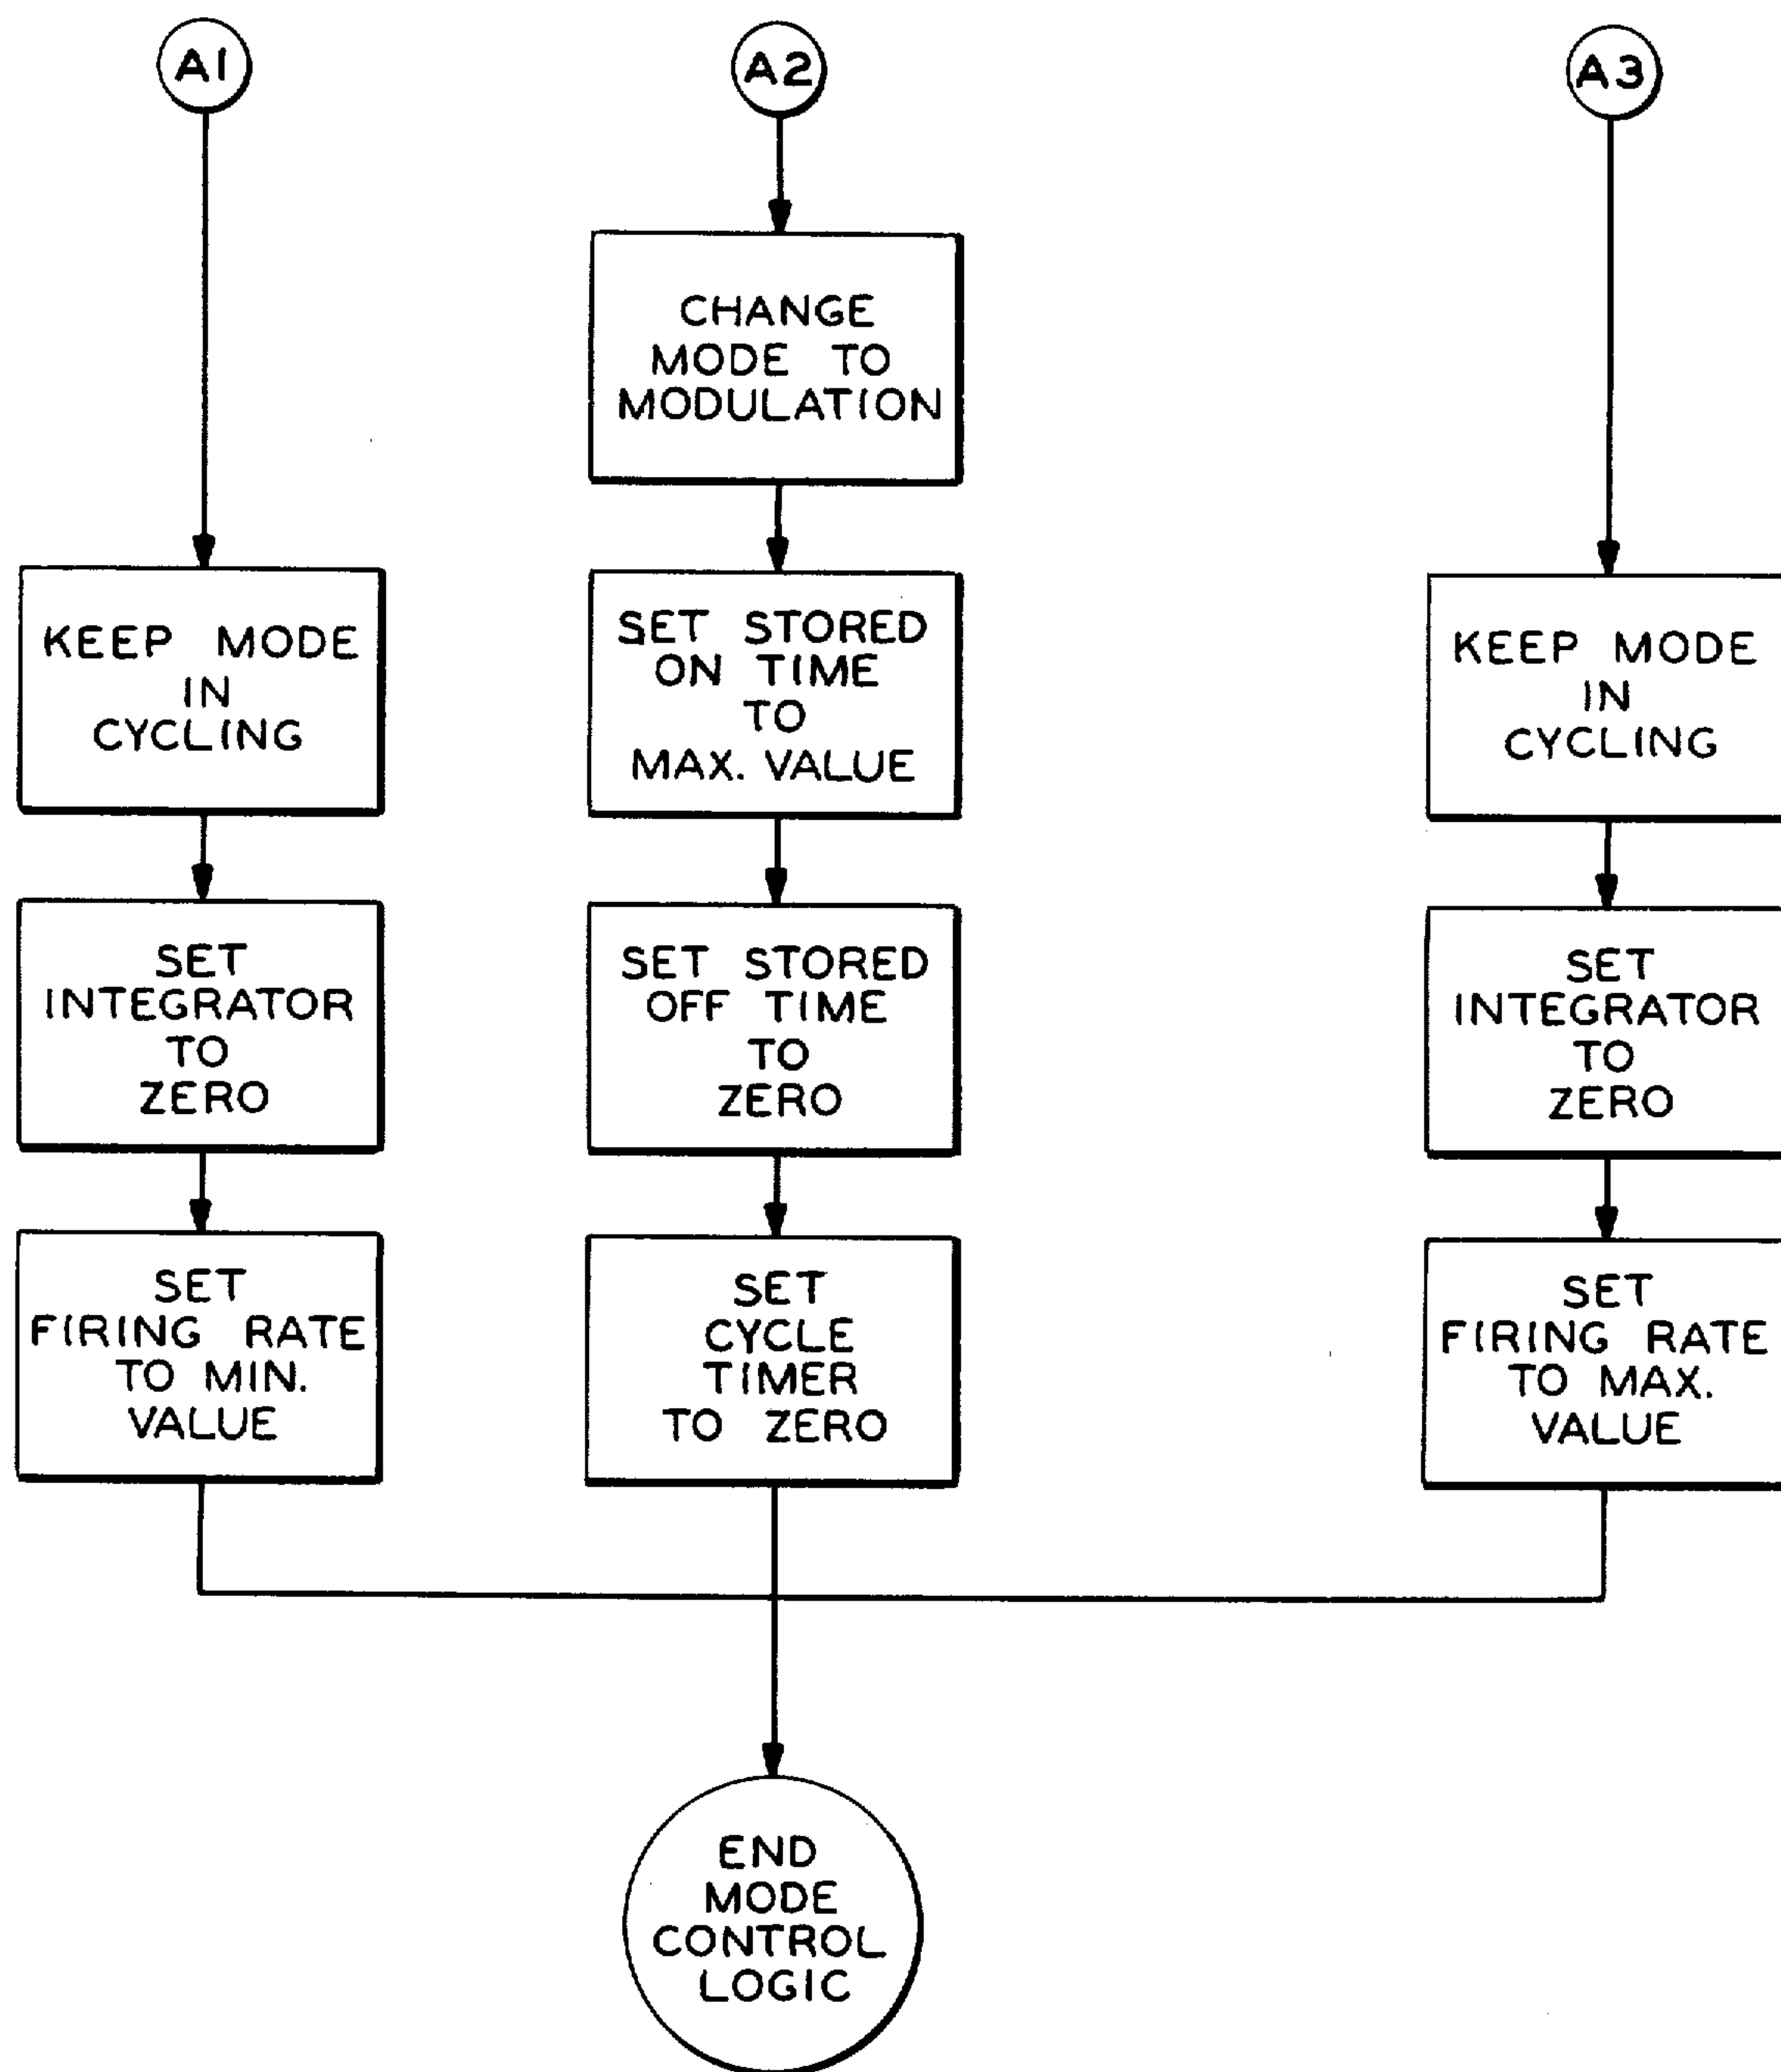 A1
KEEP MODE
IN
CYCLING
SET
INTEGRATOR
TO
ZERO
SET
FIRING RATE
TO MIN.
VALUE
A2
CHANGE
MODE TO
MODULATION
SET STORED
ON TIME
TO
MAX. VALUE
SET STORED
OFF TIME
TO
ZERO
SET
CYCLE
TIMER
TO ZERO
A3
KEEP MODE
IN
CYCLING
SET
INTEGRATOR
TO
ZERO
SET
FIRING RATE
TO MAX.
VALUE
END
MODE
CONTROL
LOGIC